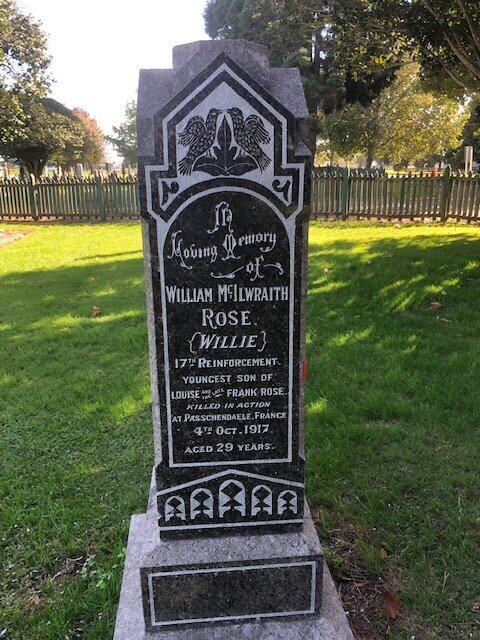 In
Loving Memory
of
WILLIAM MCILWRAITH
ROSE.
{WILLIE}
17TH REINFORCEMENT.
YOUNGEST SON OF
LOUISE AND THE LATE FRANK ROSE.
KILLED IN ACTION
AT PASSCHENDAELE, FRANCE
4TH OCT. 1917.
AGED 29 YEARS.